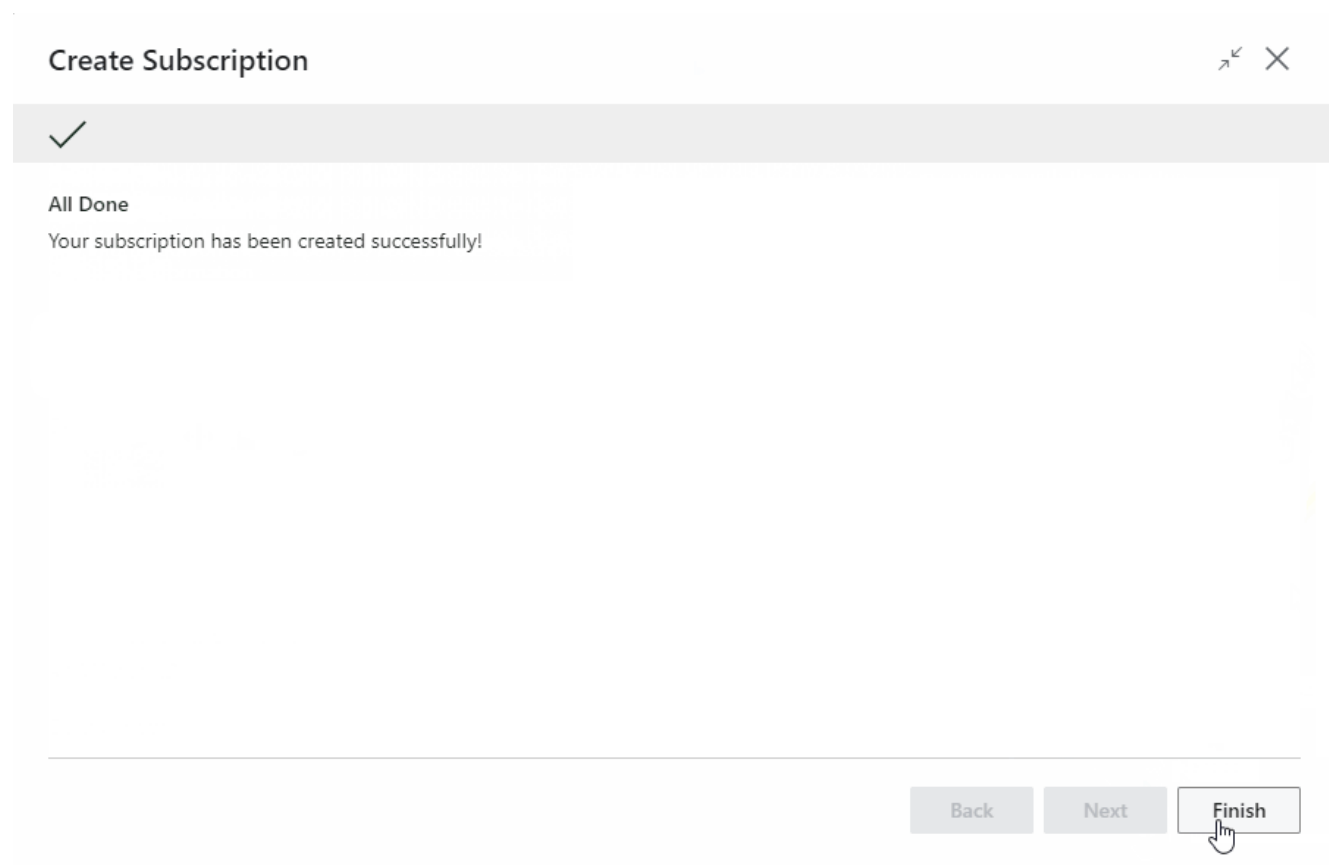 Create Subscription
All Done
Your subscription has been created successfully!
Back Next Finish